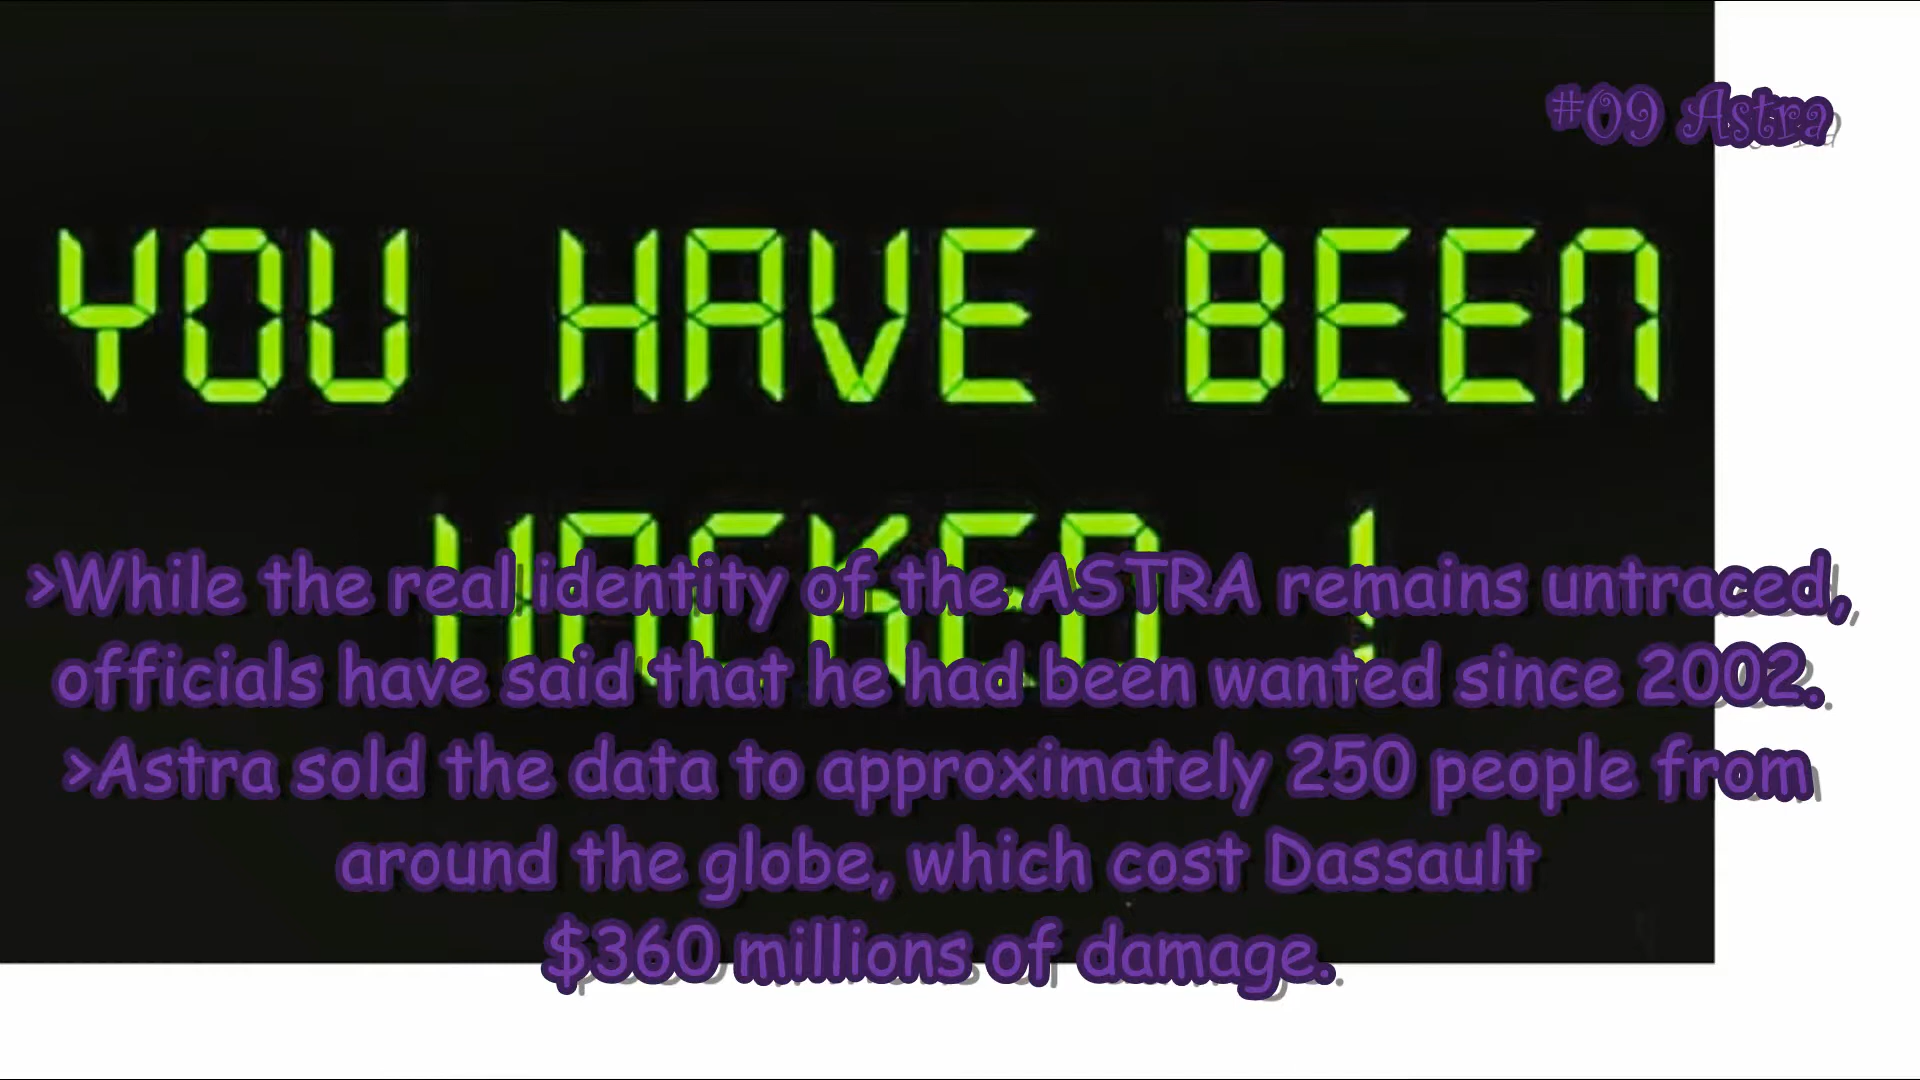 #09 Astra
YOU HAVE BEEN
HACKED !
>While the real identity of the ASTRA remains untraced,
officials have said that he had been wanted since 2002.
>Astra sold the data to approximately 250 people from
around the globe, which cost Dassault
$360 millions of damage.